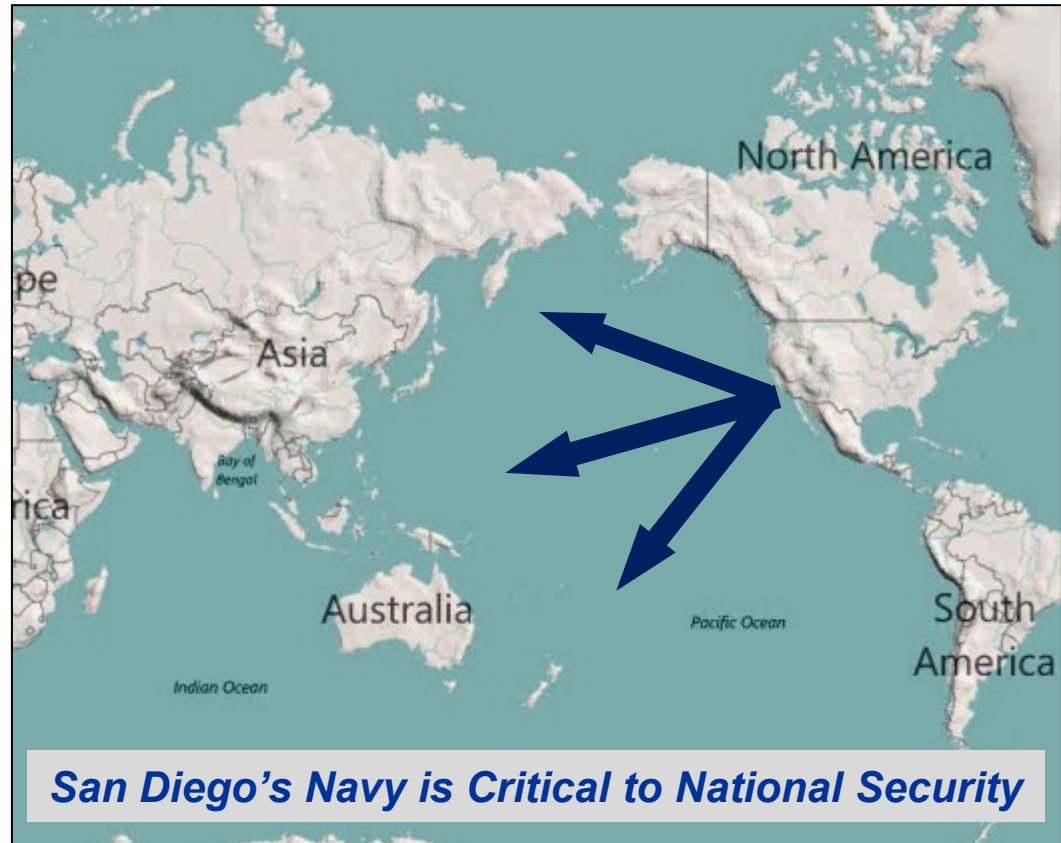 North America
pe
Asia
Bay of
Bengal
rica
Australia
Pacific Ocean
South
America
Indian Ocean
San Diego’s Navy is Critical to National Security